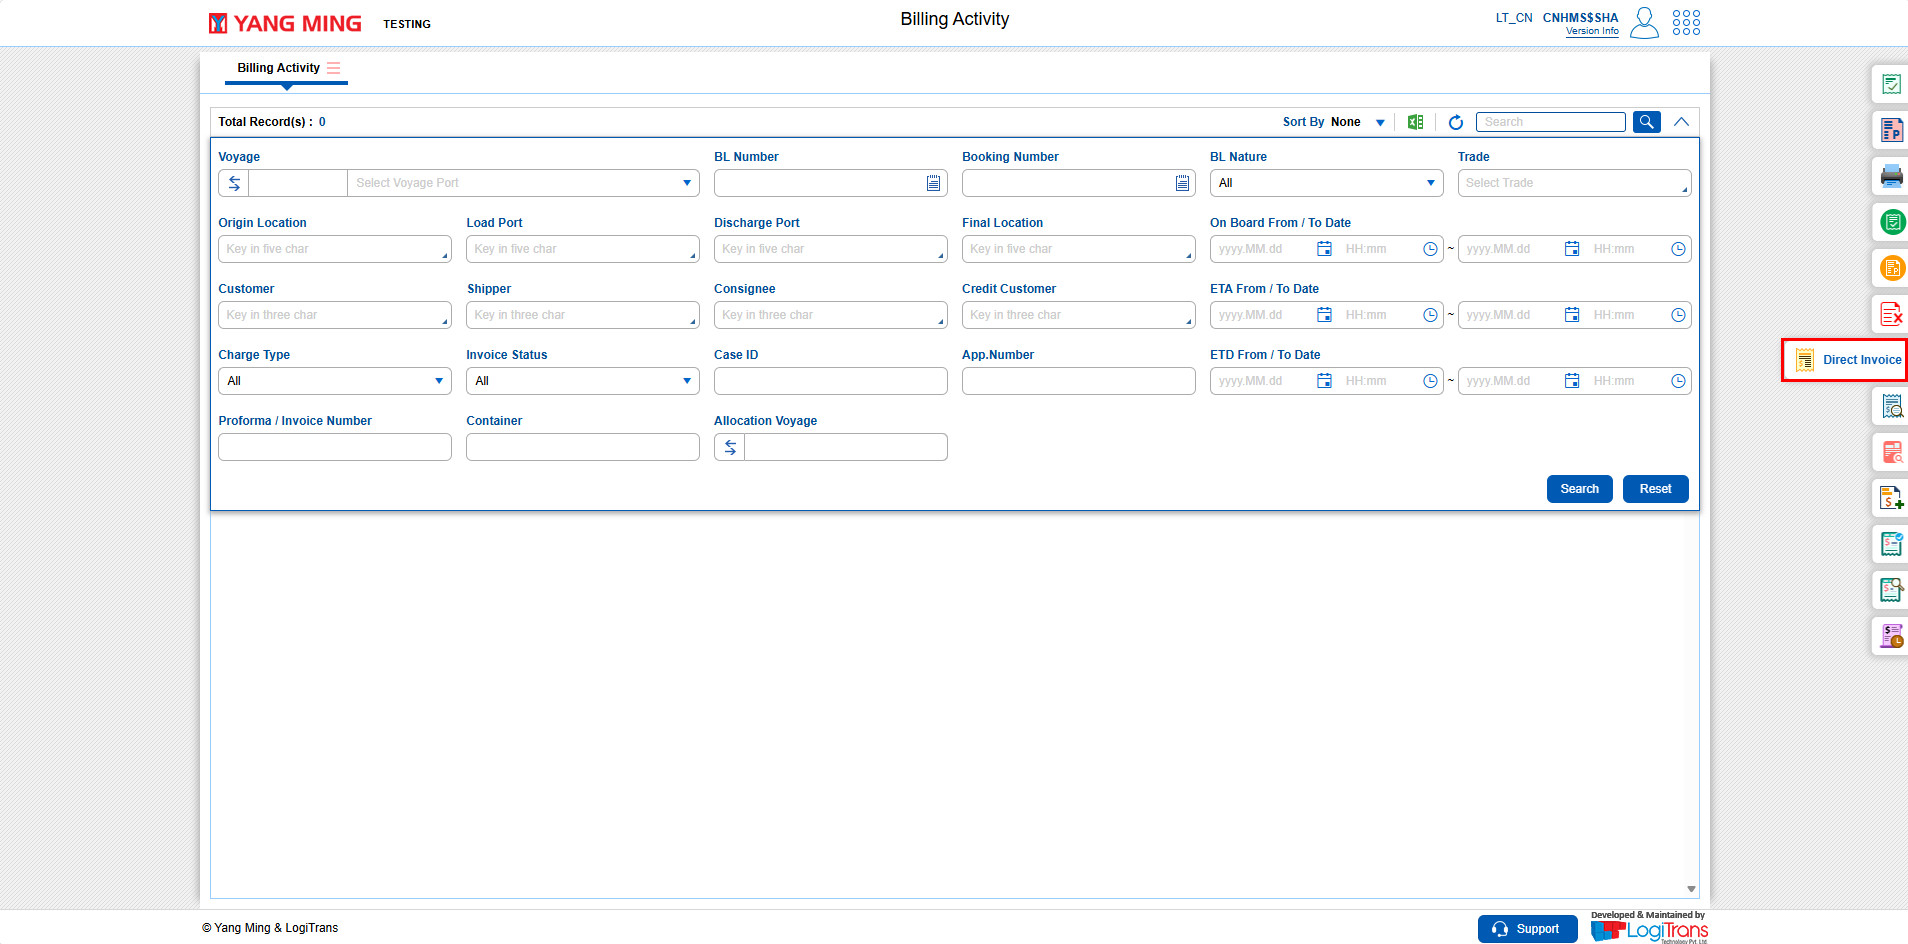 YANG MING TESTING Billing Activity LT_CN CNHMS$SHA
Version Info
Billing Activity
Total Record(s) : 0 Sort By None Search
Voyage BL Number Booking Number BL Nature Trade
Select Voyage Port All Select Trade
Origin Location Load Port Discharge Port Final Location On Board From / To Date
Key in five char Key in five char Key in five char Key in five char yyyy.MM.dd HH:mm ~ yyyy.MM.dd HH:mm
Customer Shipper Consignee Credit Customer ETA From / To Date
Key in three char Key in three char Key in three char Key in three char yyyy.MM.dd HH:mm ~ yyyy.MM.dd HH:mm
Charge Type Invoice Status Case ID App.Number ETD From / To Date
Direct Invoice
All All yyyy.MM.dd HH:mm ~ yyyy.MM.dd HH:mm
Proforma / Invoice Number Container Allocation Voyage
Search Reset
© Yang Ming & LogiTrans Support Developed & Maintained by
LogiTrans
Technology Pvt. Ltd.